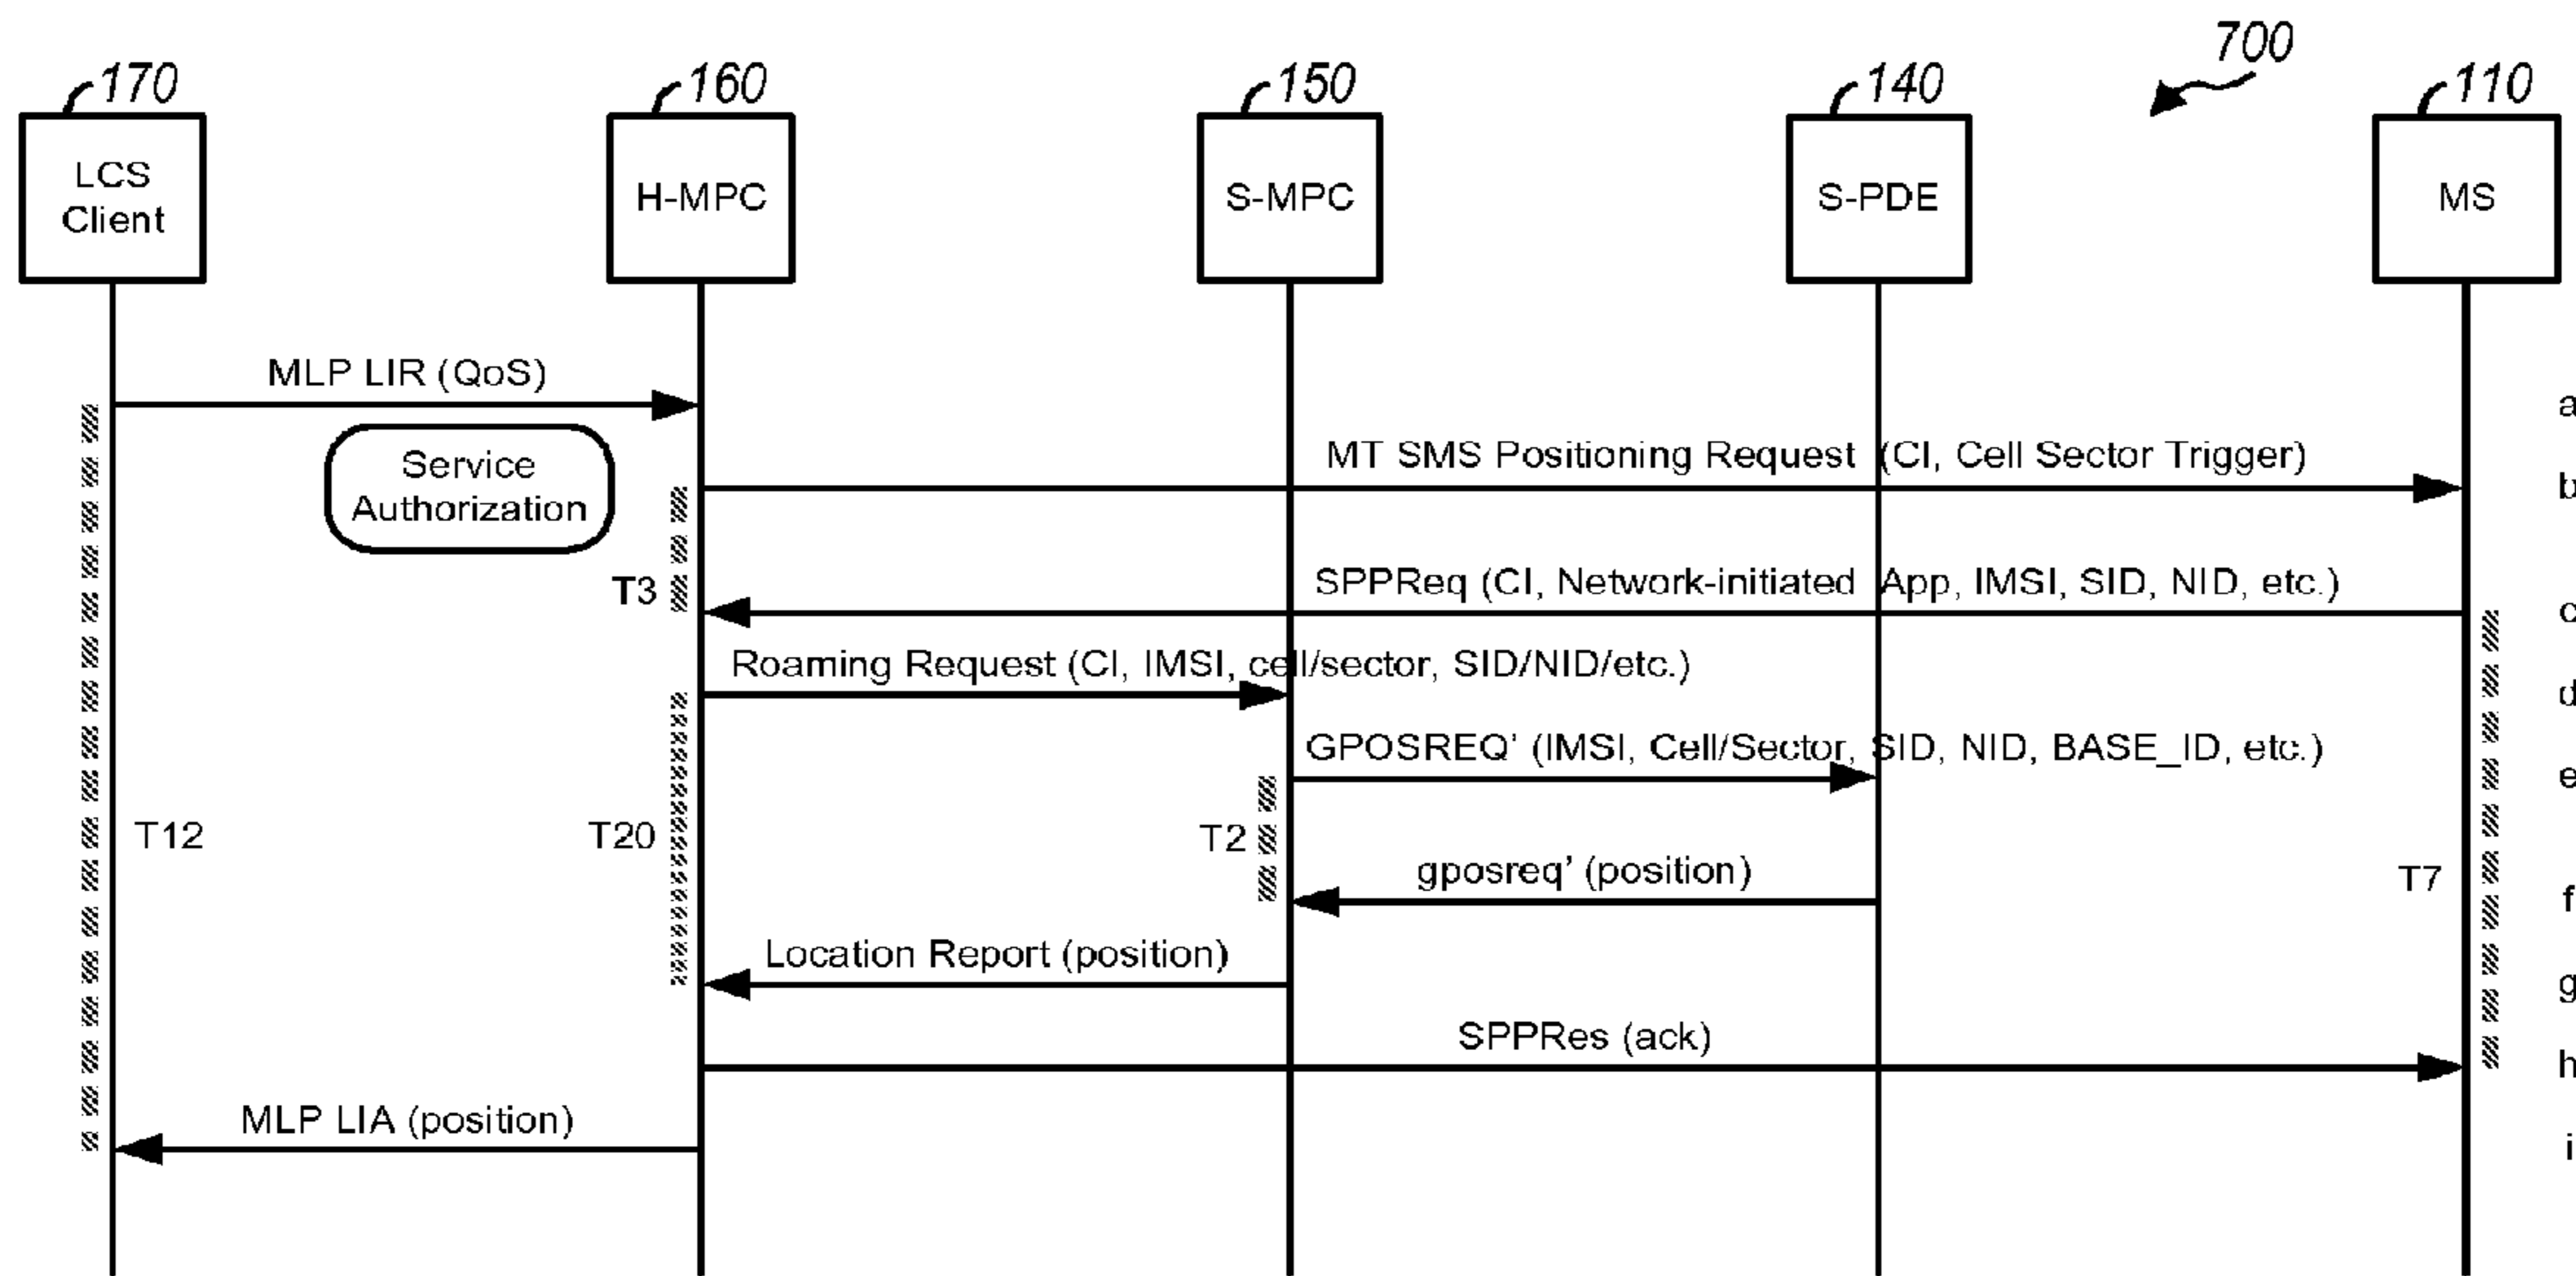 700
170
160
150
140
110
LCS
Client
H-MPC
S-MPC
S-PDE
MS
MLP LIR (QoS)
a
Service
Authorization
MT SMS Positioning Request (CI, Cell Sector Trigger)
b
T3
SPPReq (CI, Network-initiated App, IMSI, SID, NID, etc.)
c
Roaming Request (CI, IMSI, cell/sector, SID/NID/etc.)
d
GPOSREQ’ (IMSI, Cell/Sector, SID, NID, BASE_ID, etc.)
e
T12
T20
T2
T7
gposreq’ (position)
f
Location Report (position)
g
SPPRes (ack)
h
MLP LIA (position)
i